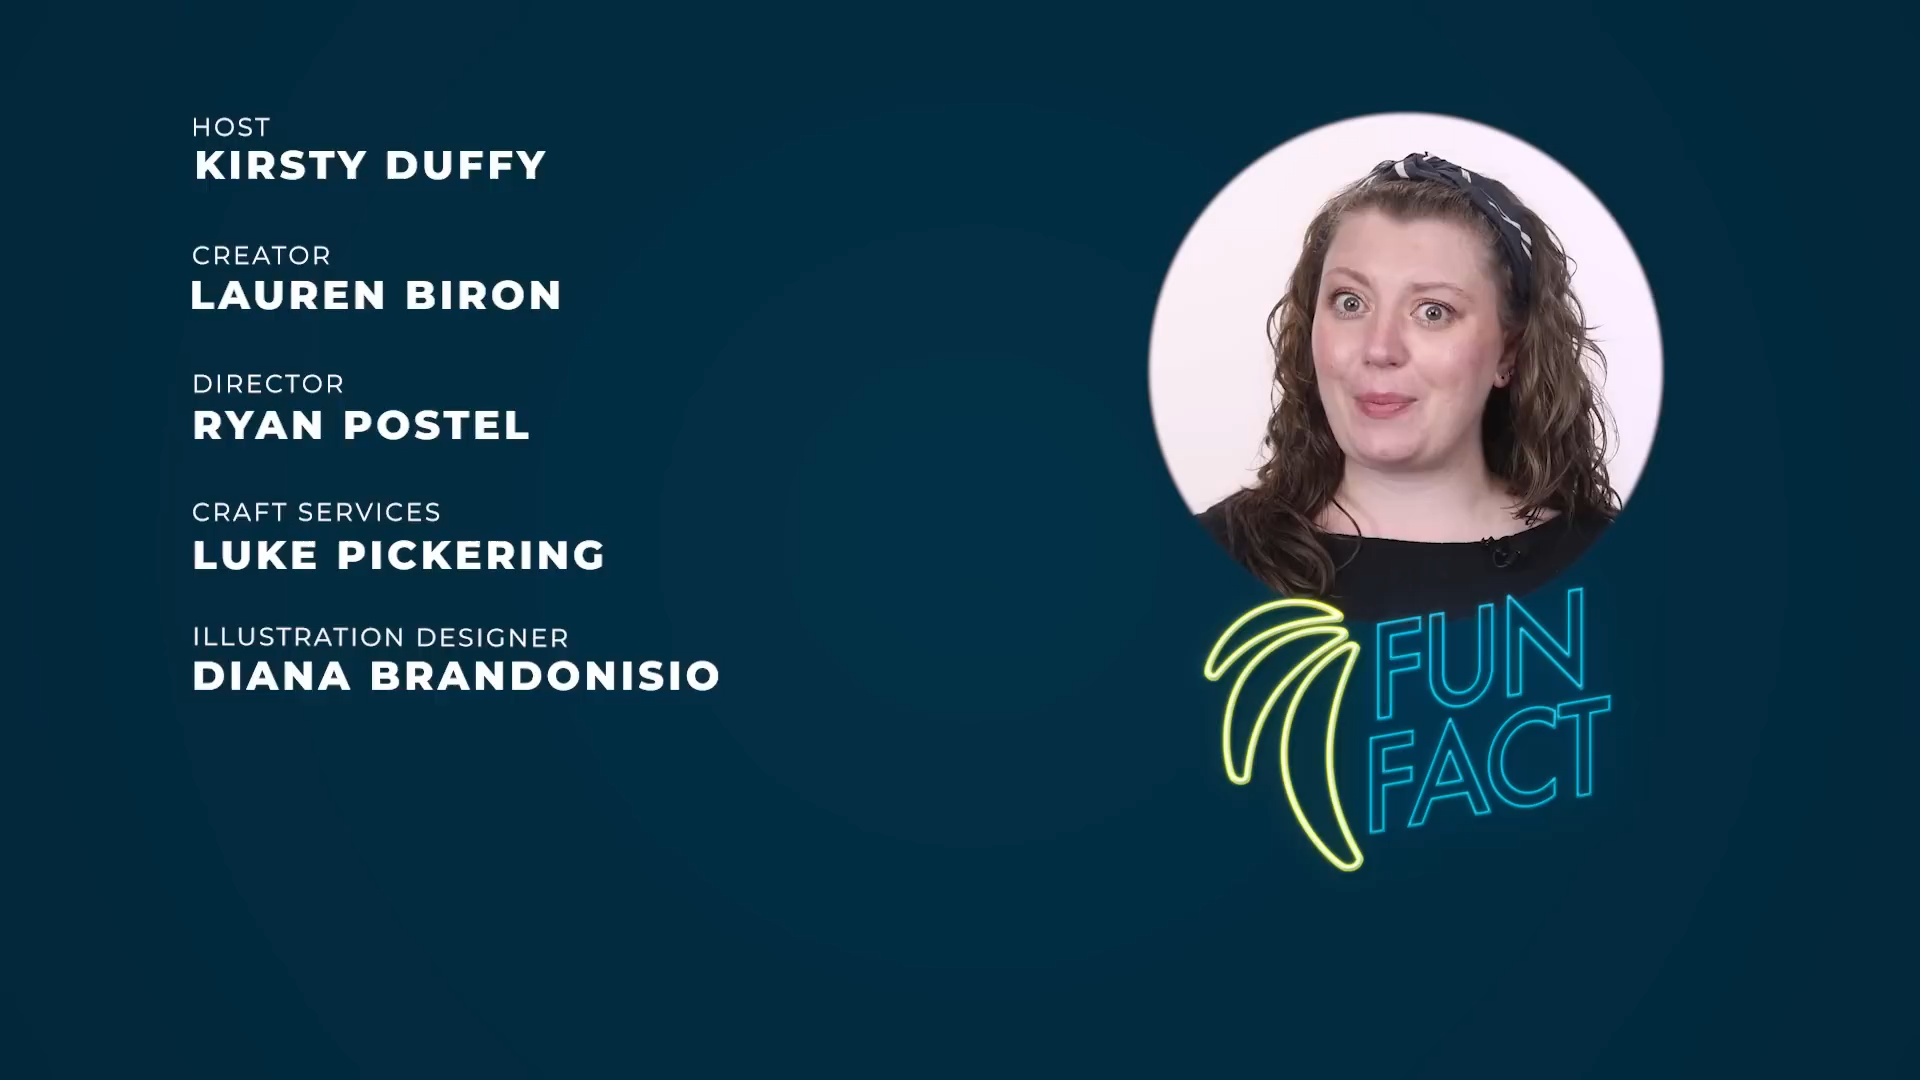 HOST
KIRSTY DUFFY
CREATOR
LAUREN BIRON
DIRECTOR
RYAN POSTEL
CRAFT SERVICES
LUKE PICKERING
ILLUSTRATION DESIGNER
DIANA BRANDONISIO
FUN
FACT